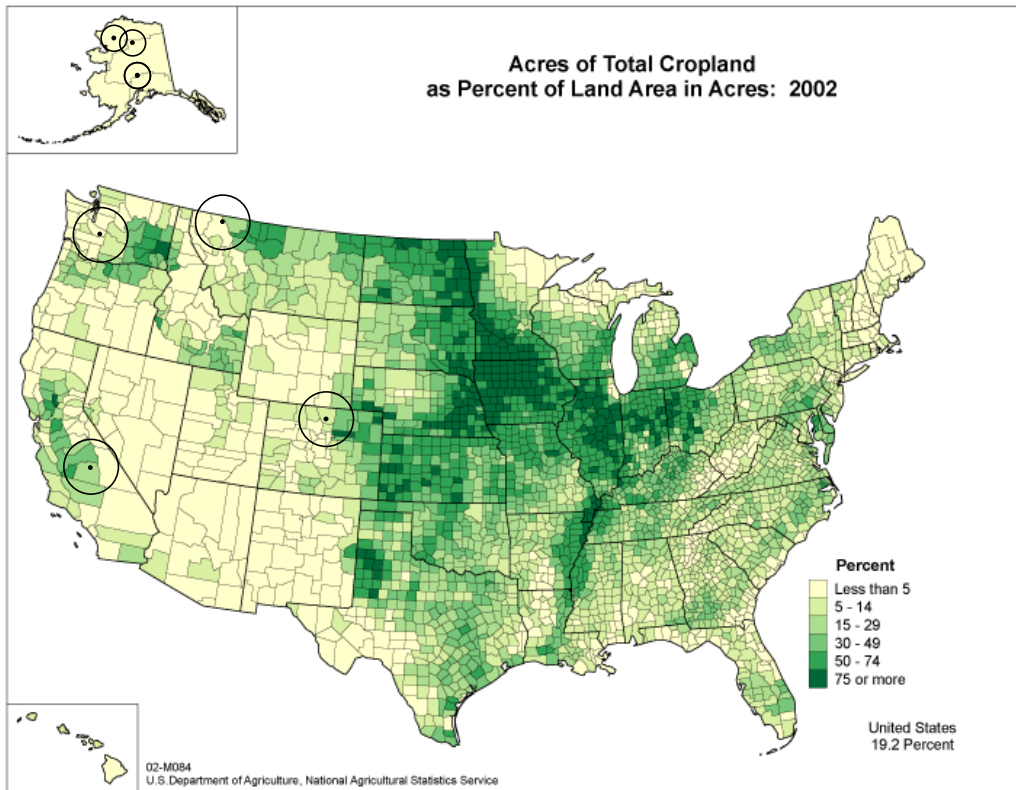 Acres of Total Cropland
as Percent of Land Area in Acres: 2002
Percent
Less than 5
5 - 14
15 - 29
30 - 49
50 - 74
75 or more
United States
19.2 Percent
02-M084
U.S.Department of Agriculture, National Agricultural Statistics Service